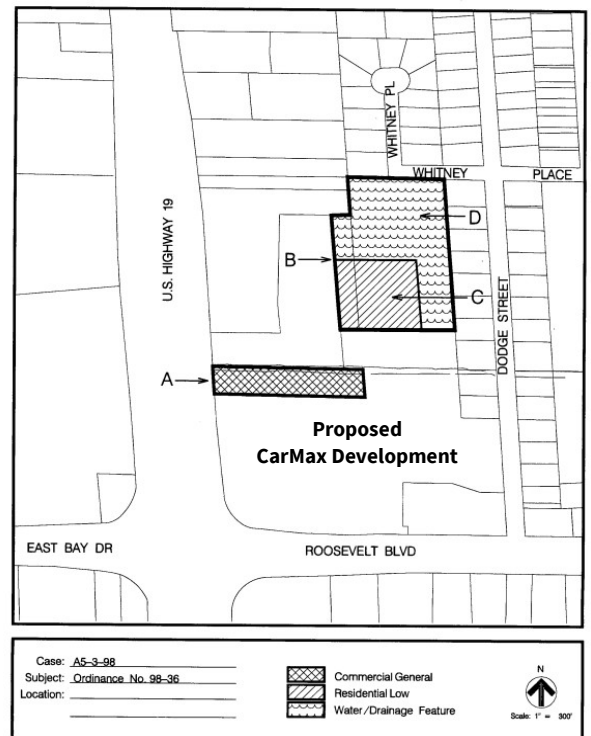 WHITNEY PL
WHITNEY PLACE
U.S. HIGHWAY 19
D
B
C
DODGE STREET
A
Proposed
CarMax Development
EAST BAY DR
ROOSEVELT BLVD
Case: A5-3-98
Subject: Ordinance No. 98-36
Location:
Commercial General
Residential Low
Water/Drainage Feature
N
Scale: 1" = 300'